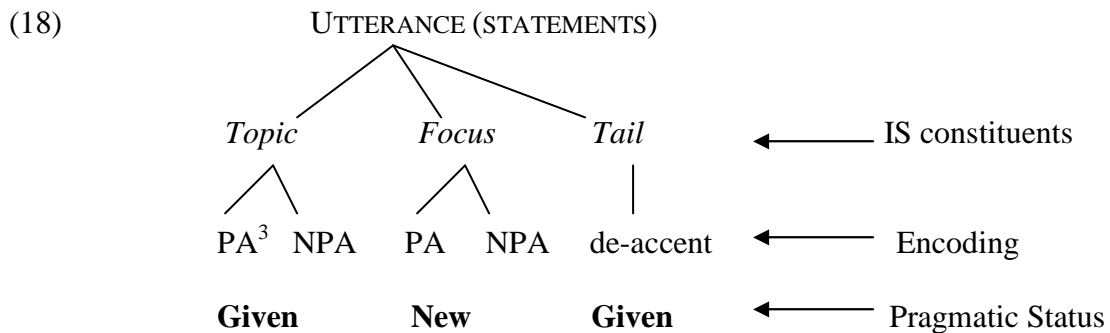 (18) UTTERANCE (STATEMENTS)
Topic Focus Tail IS constituents
PA³ NPA PA NPA de-accent Encoding
Given New Given Pragmatic Status